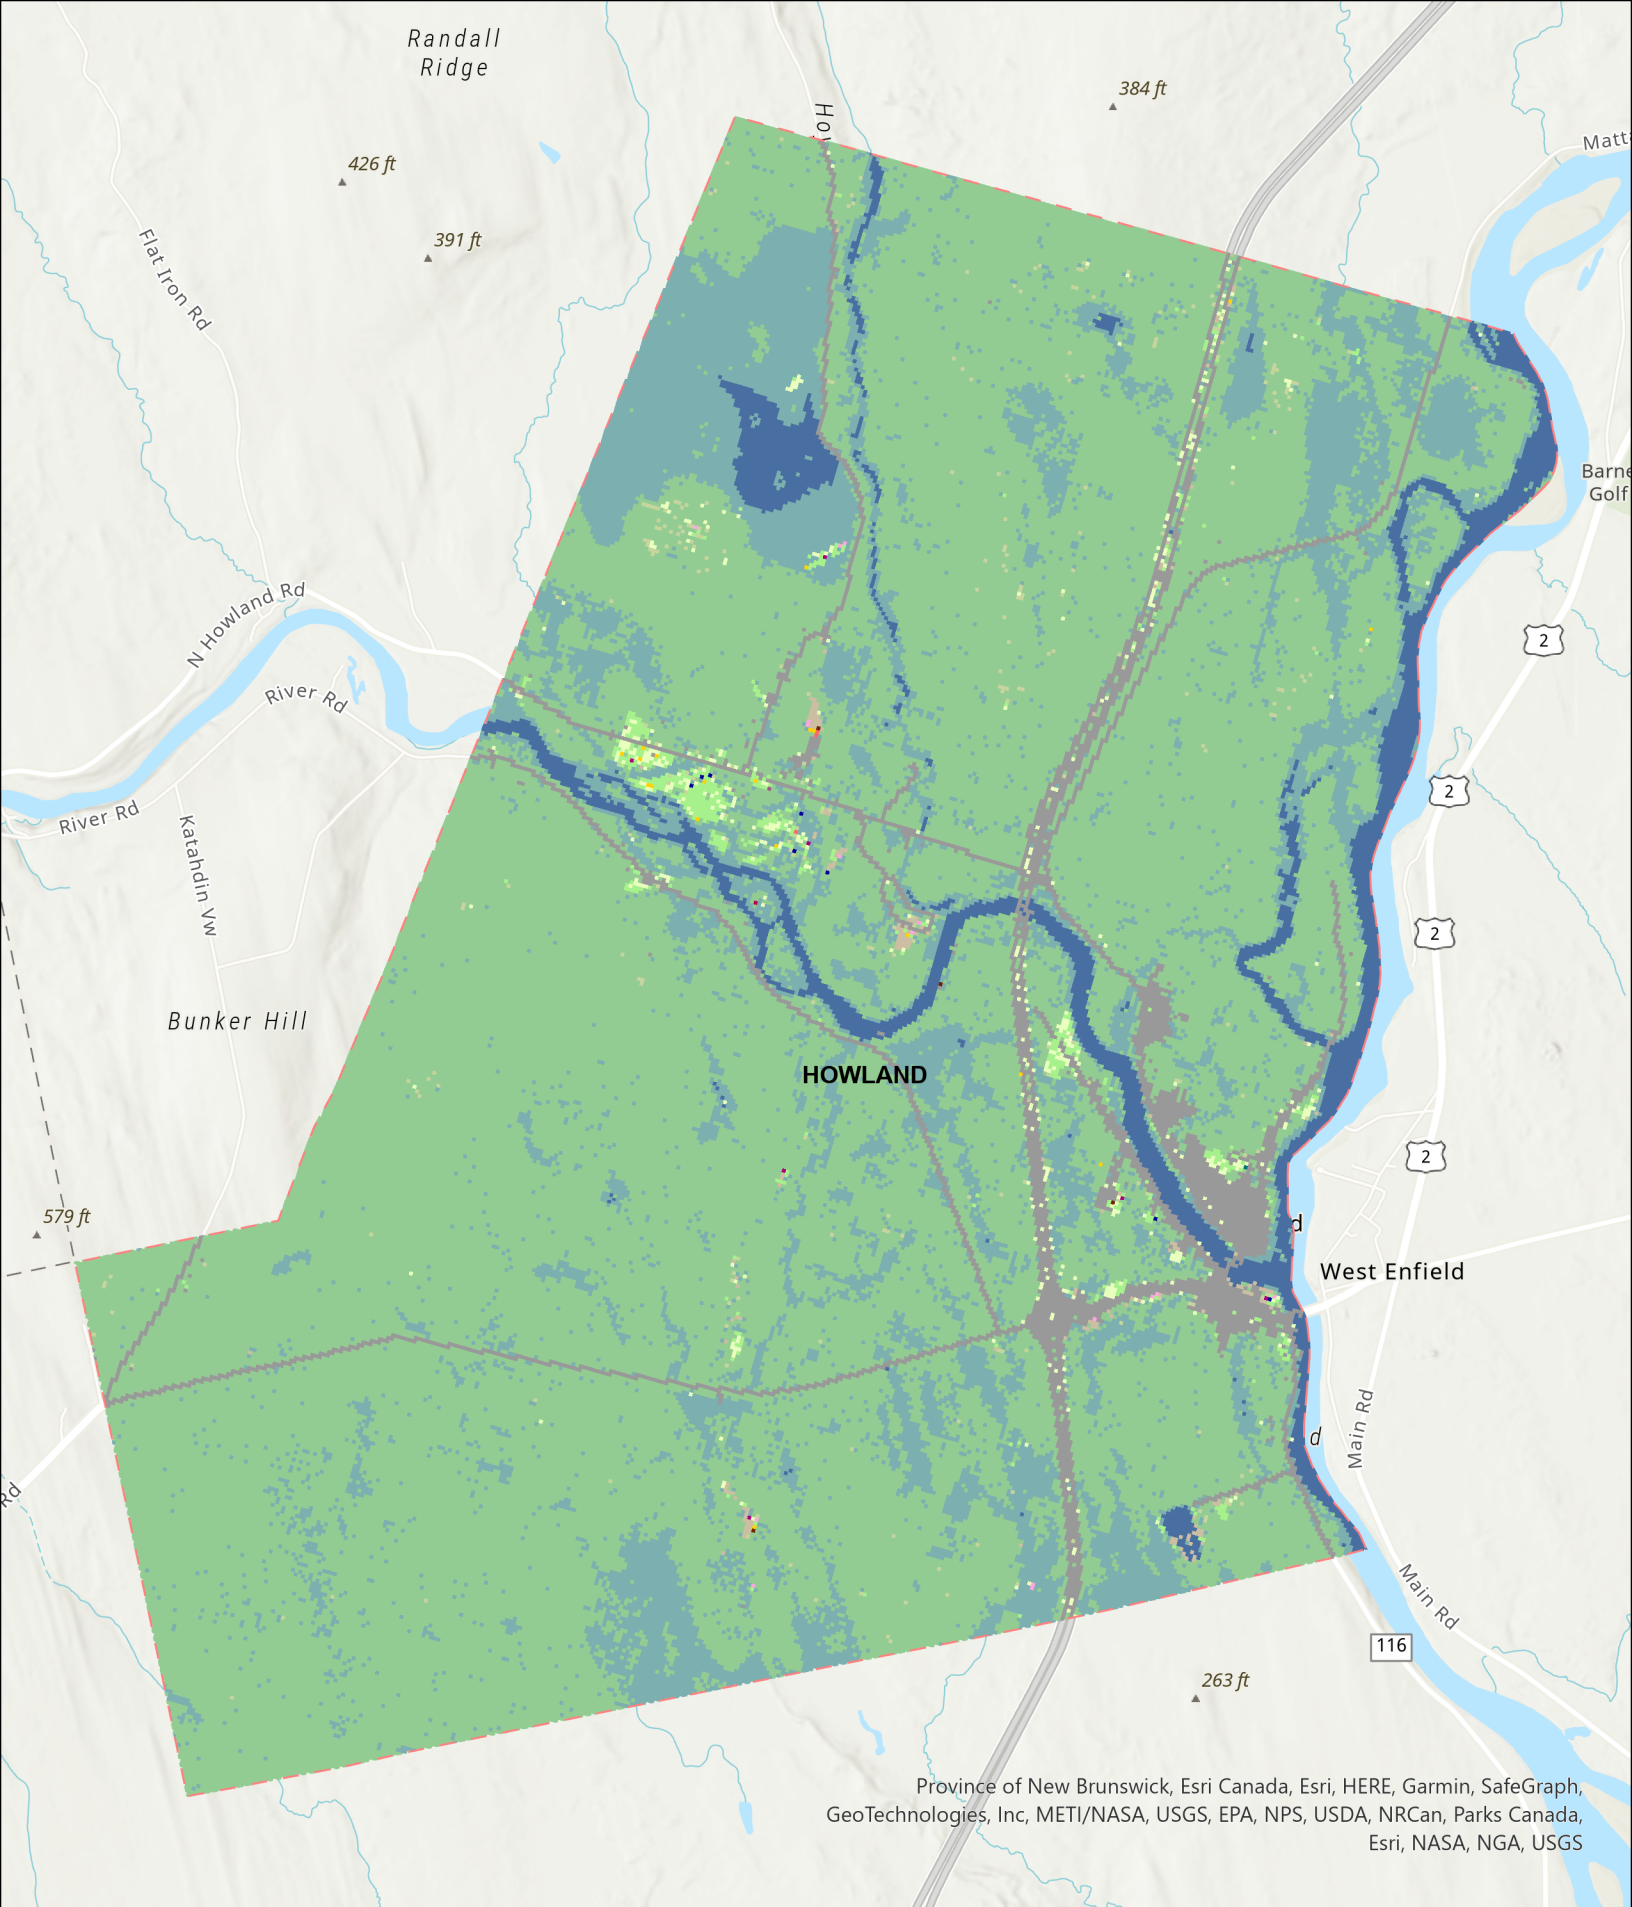 Randall
Ridge
384 ft
Ho
Matt
426 ft
391 ft
Flat Iron Rd
Barne
Golf
N Howland Rd
2
River Rd
2
River Rd
Katahdin Vw
2
Bunker Hill
HOWLAND
2
579 ft
d
West Enfield
Main Rd
d
Rd
Main Rd
116
263 ft
Province of New Brunswick, Esri Canada, Esri, HERE, Garmin, SafeGraph,
GeoTechnologies, Inc, METI/NASA, USGS, EPA, NPS, USDA, NRCan, Parks Canada,
Esri, NASA, NGA, USGS